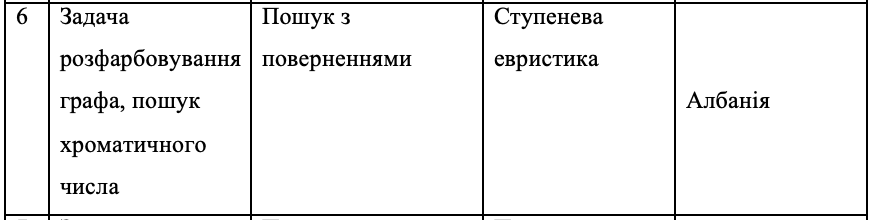 6
Задача
розфарбовування
графа, пошук
хроматичного
числа
Пошук з
поверненнями
Ступенева
евристика
Албанія